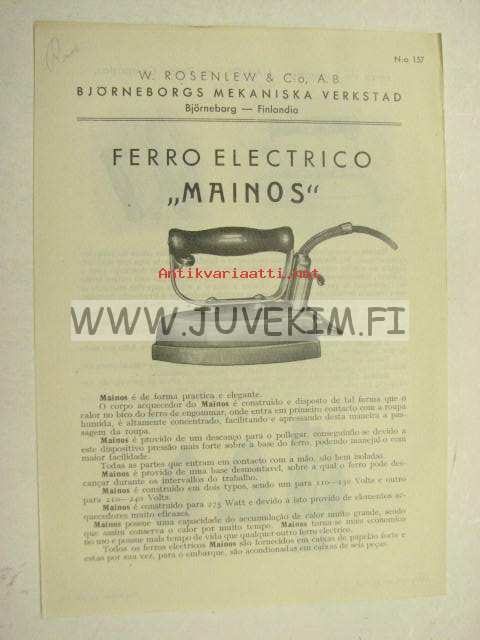 N:o 157
W. ROSENLEW & C:o, A. B.
BJÖRNEBORGS MEKANISKA VERKSTAD
Björneborg — Finlandia
FERRO ELECTRICO
„MAINOS“
Antikvariaatti.net
WWW.JUVEKIM.FI
Mainos é de forma practica e elegante.
O corpo acquecedor do Mainos é construido e disposto de tal forma que o
calor no bico do ferro de engommar, onde entra em primeiro contacto com a roupa
humida, é altamente concentrado, facilitando e apressando desta maneira a pas-
sagem da roupa.
Mainos é provido de um descanço para o pollegar, conseguindo-se devido a
este dispositivo pressão mais forte sobre a base do ferro, podendo manejal-o com
maior facilidade.
Todas as partes que entram em contacto com a mão, são bem isoladas.
Mainos é provido de uma base desmontavel, sobre a qual o ferro pode des-
cançar durante os intervallos do trabalho.
Mainos é construido em dois typos, sendo um para 110—130 Volts e outro
para 210—240 Volts.
Mainos é construido para 275 Watt e devido a isto provido de elementos ac-
quecedores muito eficazes.
Mainos possue uma capacidade do accumulação de calor muito grande, sendo
que assim conserva o calor por muito tempo. Mainos torna-se mais economico
no uso e possue mais tempo de vida que qualquer outro ferro electrico.
Todos os ferros electricos Mainos são fornecidos em caixas de papelão forte e
estas por sua vez, para o embarque, são acondionadas em caixas de seis peças.